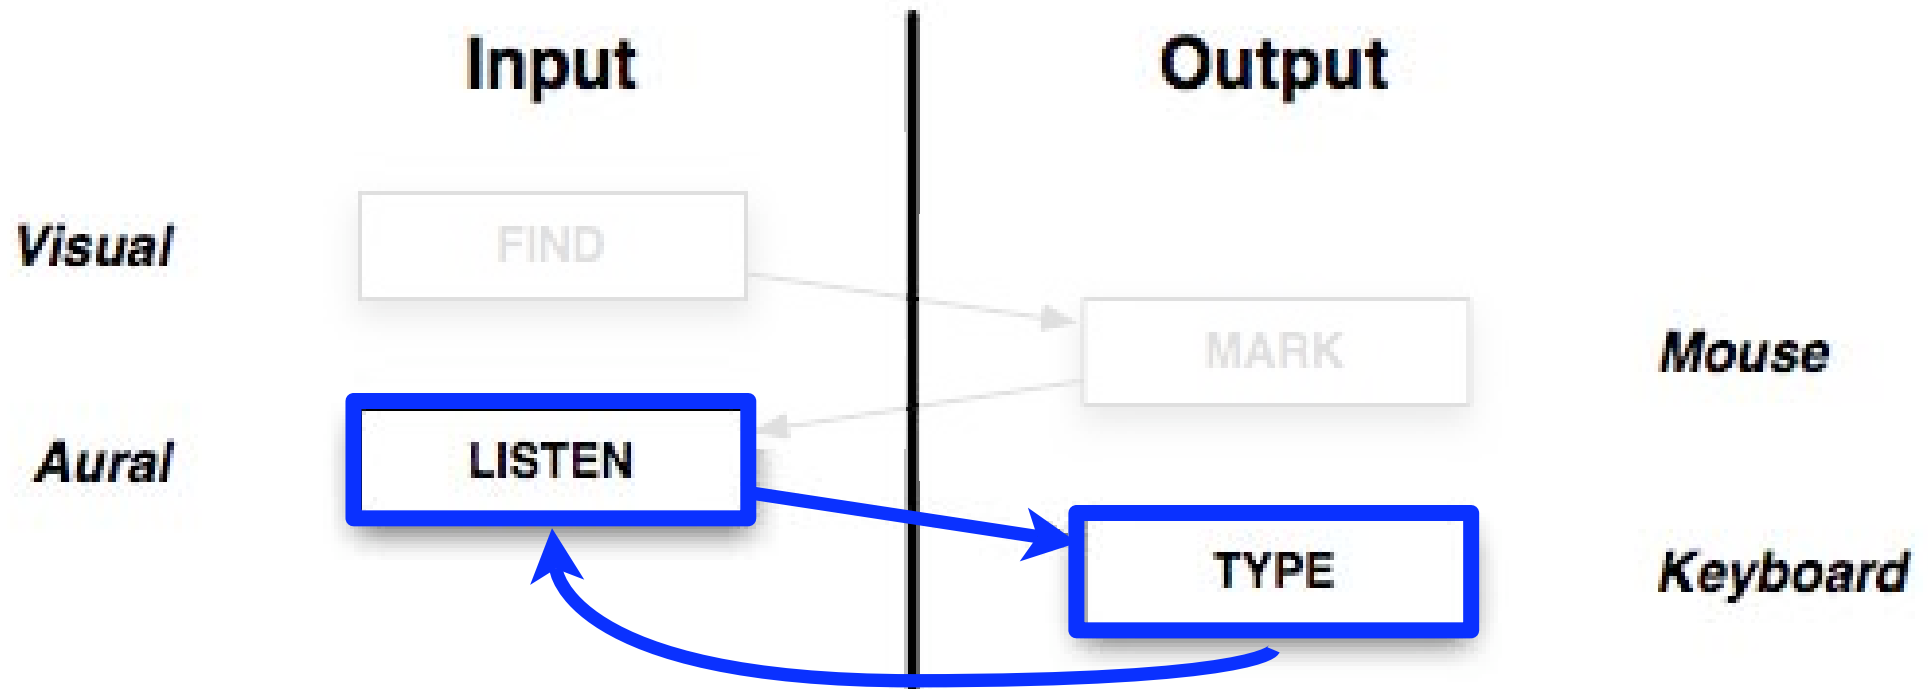 Input
Output
Visual
FIND
MARK
Mouse
Aural
LISTEN
TYPE
Keyboard